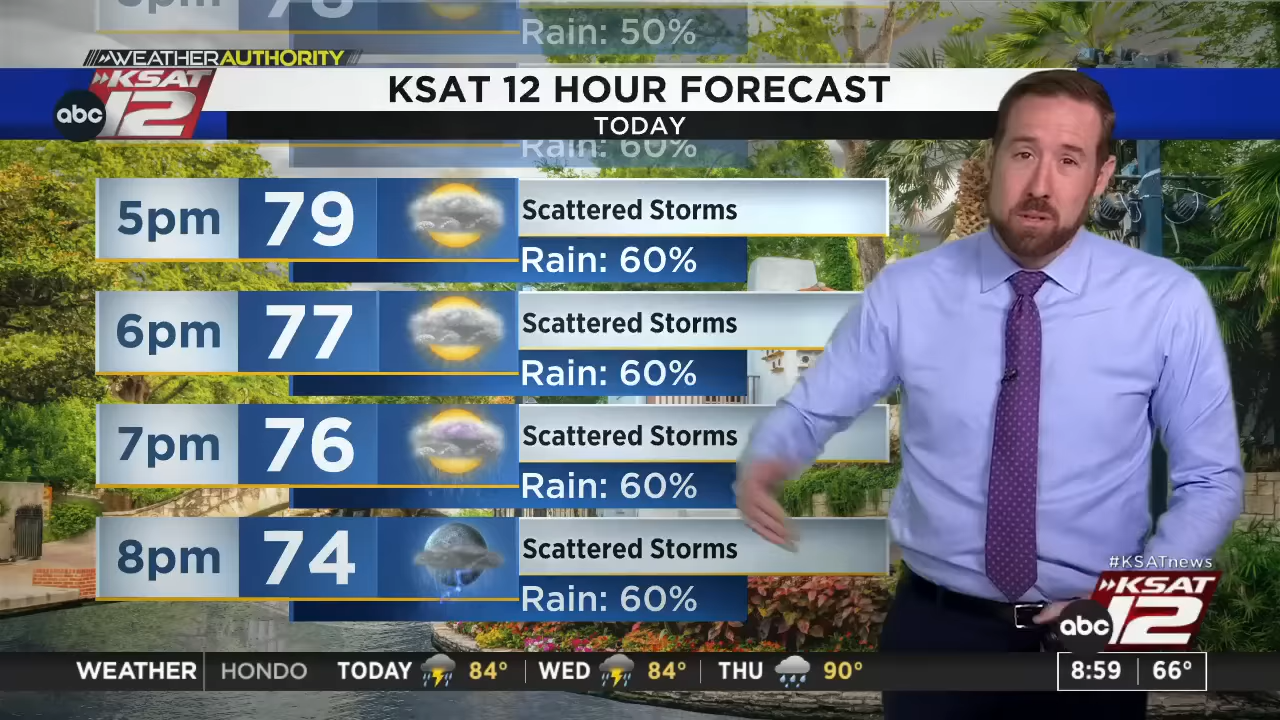 78
Rain: 50%
WEATHERAUTHORITY
KSAT
abc 12
KSAT 12 HOUR FORECAST
TODAY
Rain: 60%
5pm 79 Scattered Storms
Rain: 60%
6pm 77 Scattered Storms
Rain: 60%
7pm 76 Scattered Storms
Rain: 60%
8pm 74 Scattered Storms
Rain: 60%
#KSATnews
KSAT
abc 12
WEATHER HONDO TODAY 84° WED 84° THU 90° 8:59 66°